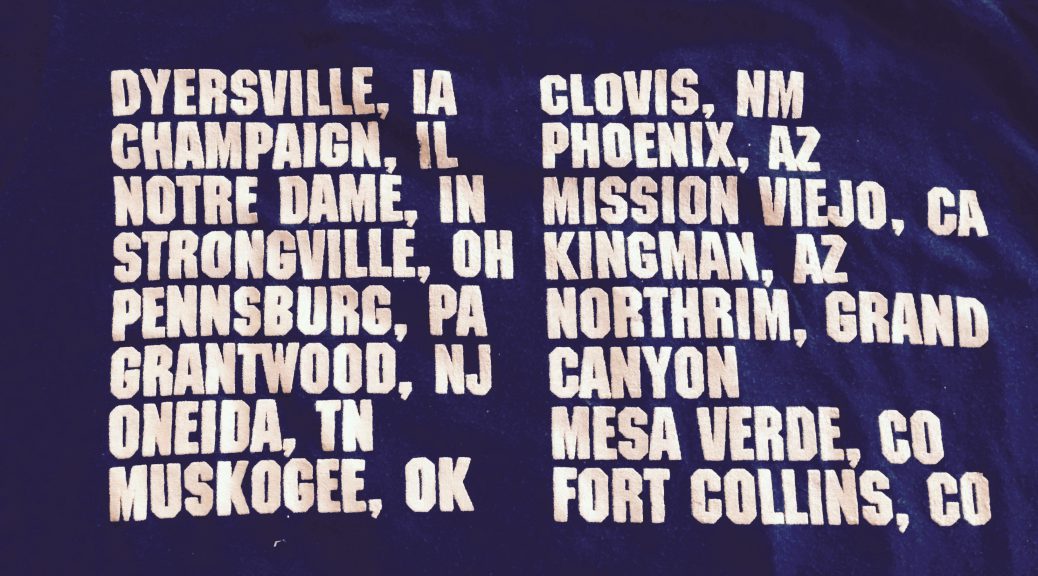 DYERSVILLE, IA
CHAMPAIGN, IL
NOTRE DAME, IN
STRONGVILLE, OH
PENNSBURG, PA
GRANTWOOD, NJ
ONEIDA, TN
MUSKOGEE, OK
CLOVIS, NM
PHOENIX, AZ
MISSION VIEJO, CA
KINGMAN, AZ
NORTHRIM, GRAND
CANYON
MESA VERDE, CO
FORT COLLINS, CO